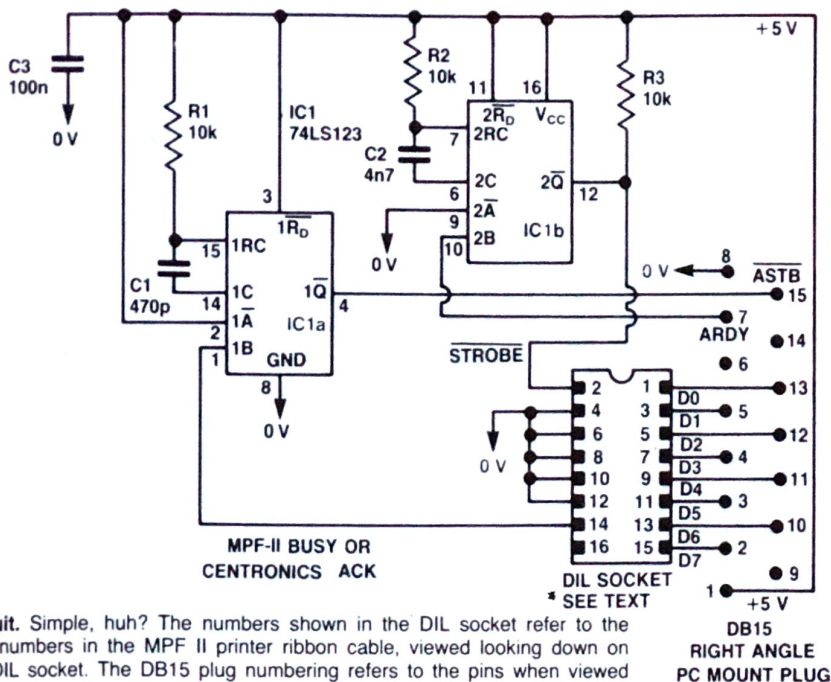 +5 V
C3
100n
0 V
R1
10k
IC1
74LS123
R2
10k
R3
10k
C2
4n7
11
16
2R̅D̅
VCC
7
2RC
6
2C
2Q̅
12
9
2A̅
10
2B
IC1b
0 V
3
1R̅D̅
15
1RC
C1
470p
14
1C
1Q̅
4
2
1A̅
IC1a
1
1B
GND
8
0 V
0 V
8
A̅S̅T̅B̅
15
7
ARDY
14
6
S̅T̅R̅O̅B̅E̅
2
1
13
D0
4
3
5
D1
6
5
12
D2
8
7
4
D3
10
9
11
D4
12
11
3
D5
14
13
10
D6
16
15
2
D7
0 V
9
1
+5 V
MPF-II BUSY OR
CENTRONICS ACK
DIL SOCKET
* SEE TEXT
DB15
RIGHT ANGLE
PC MOUNT PLUG
uit. Simple, huh? The numbers shown in the DIL socket refer to the
numbers in the MPF II printer ribbon cable, viewed looking down on
DIL socket. The DB15 plug numbering refers to the pins when viewed